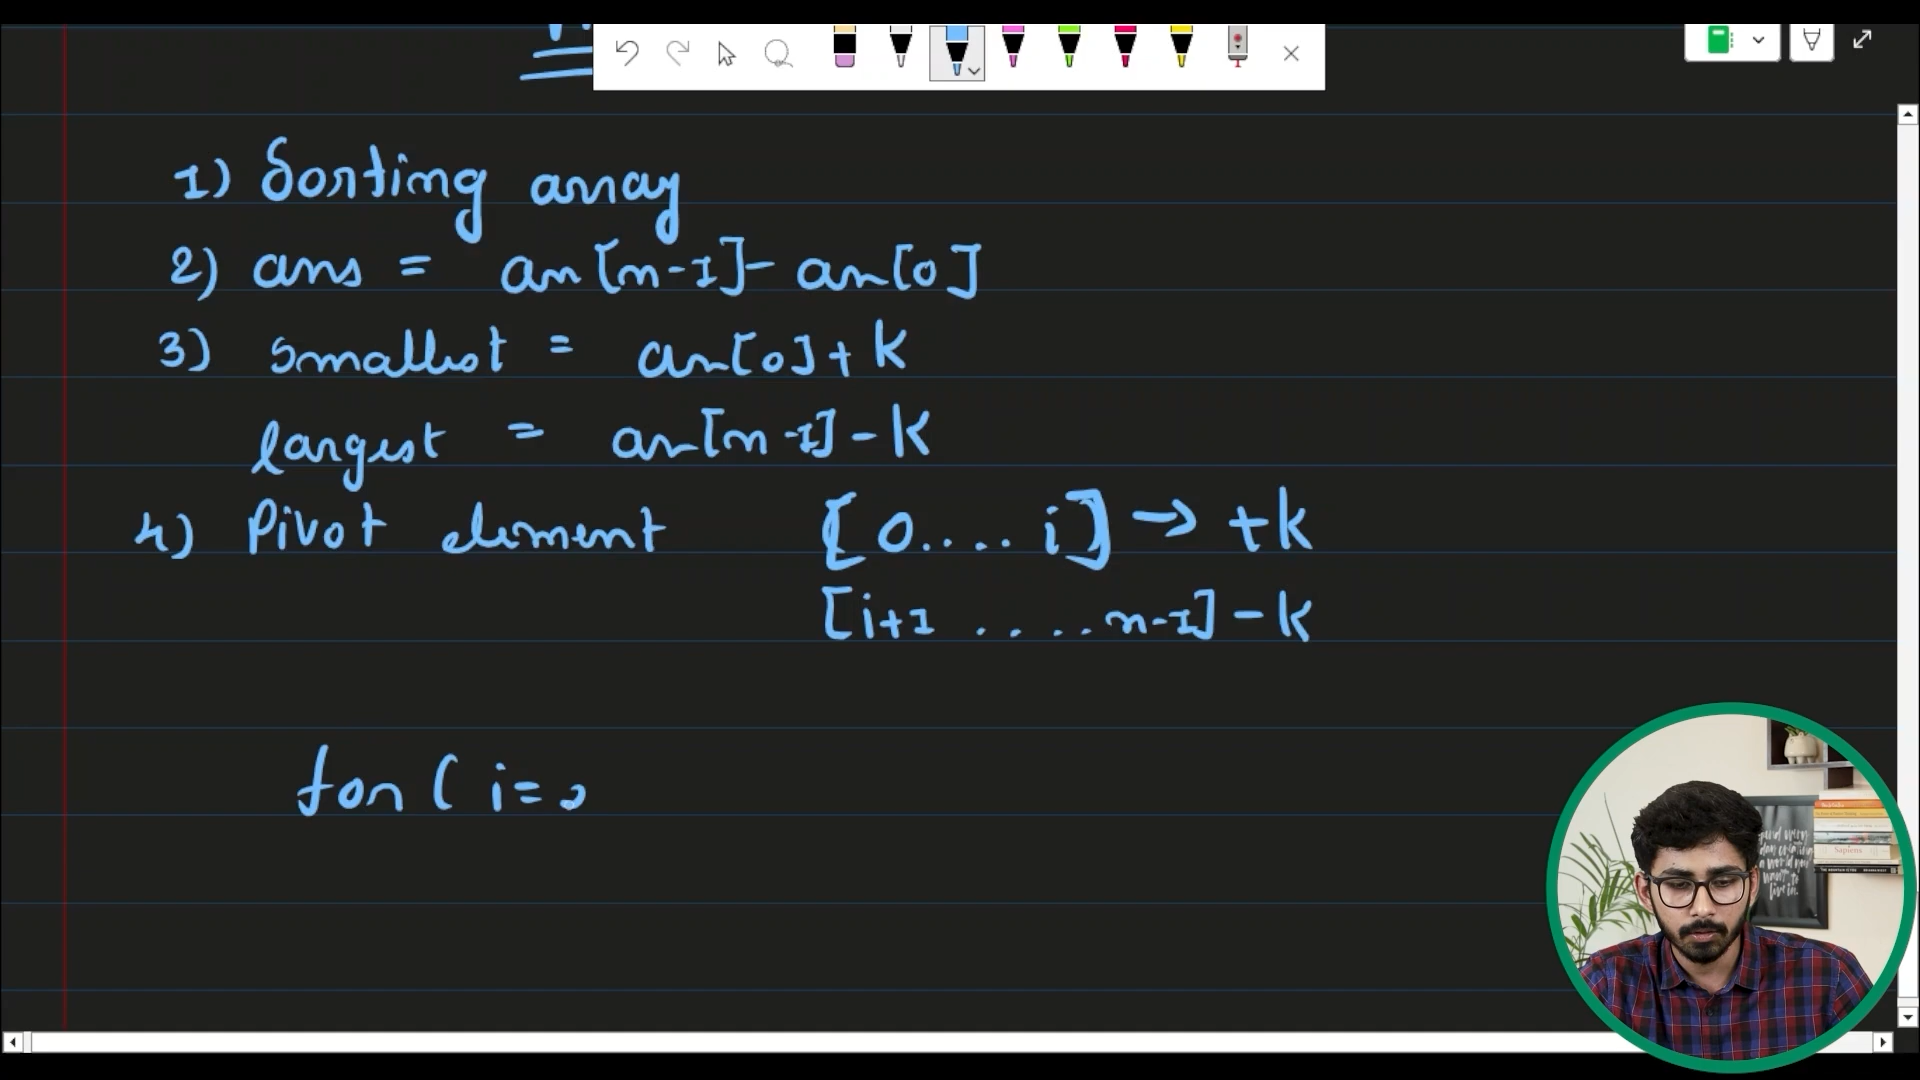 1) Sorting array
2) ans = arr[n-1] - arr[0]
3) smallest = arr[0] + k
largest = arr[n-1] - k
4) Pivot element [0....i] → +k
[i+1 ....n-1] - k
for ( i=0
Sapiens